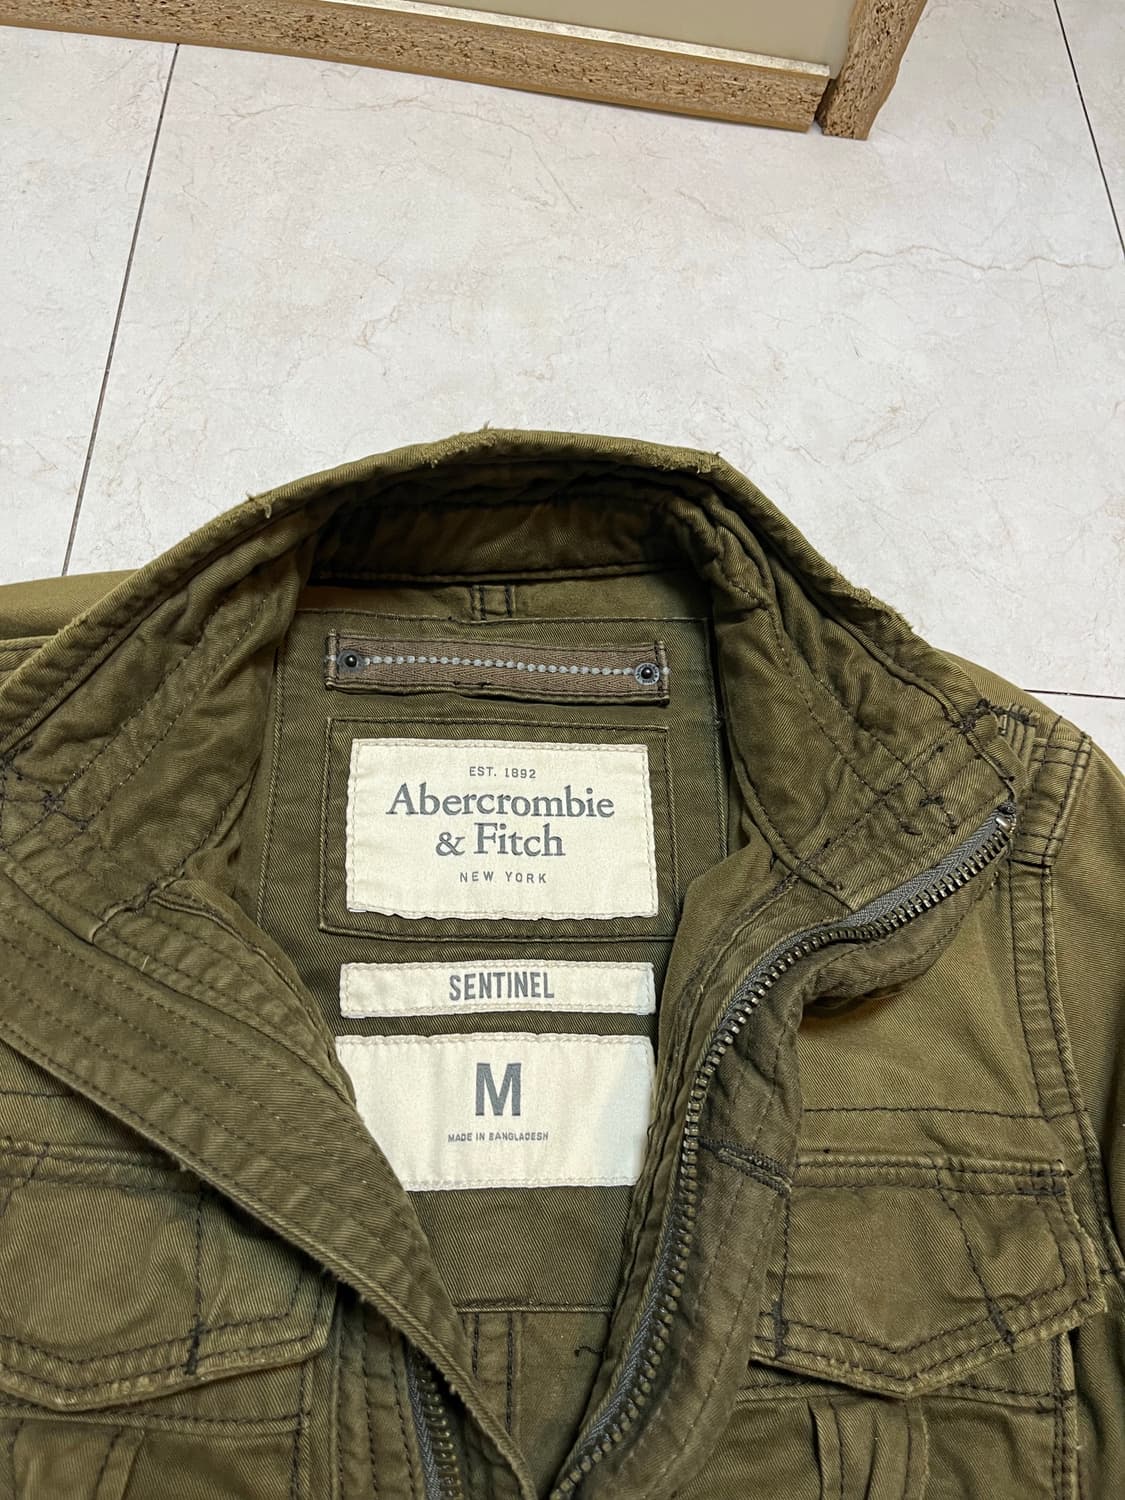 EST. 1892
Abercrombie
& Fitch
NEW YORK
SENTINEL
M
MADE IN BANGLADESH